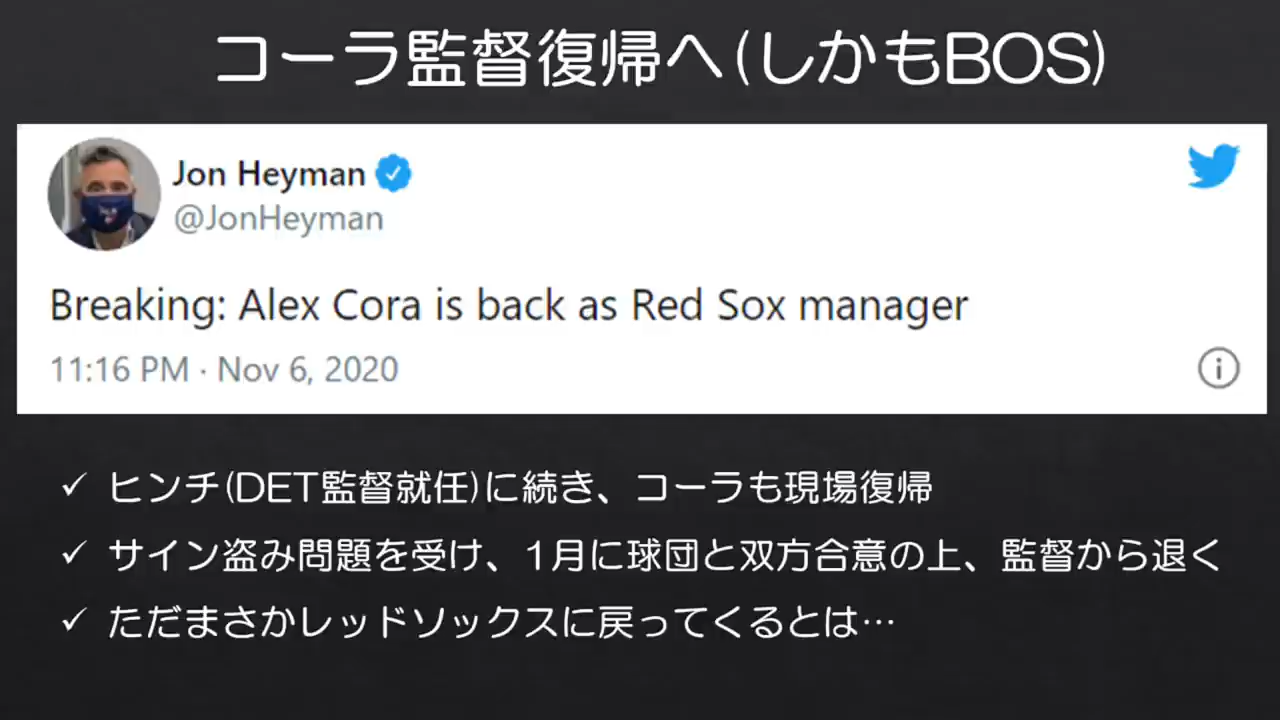 コーラ監督復帰へ(しかもBOS)
Jon Heyman
@JonHeyman
Breaking: Alex Cora is back as Red Sox manager
11:16 PM · Nov 6, 2020
✓ ヒンチ(DET監督就任)に続き、コーラも現場復帰
✓ サイン盗み問題を受け、1月に球団と双方合意の上、監督から退く
✓ ただまさかレッドソックスに戻ってくるとは…